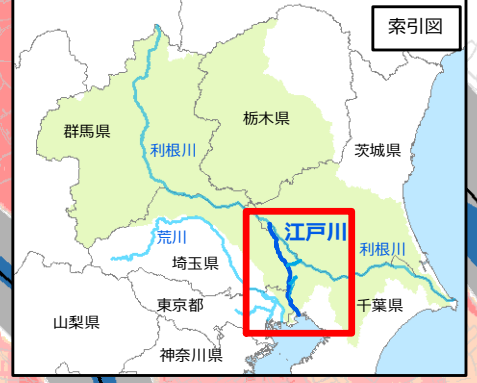 索引図
栃木県
群馬県
利根川
茨城県
江戸川
荒川
利根川
埼玉県
東京都
千葉県
山梨県
神奈川県